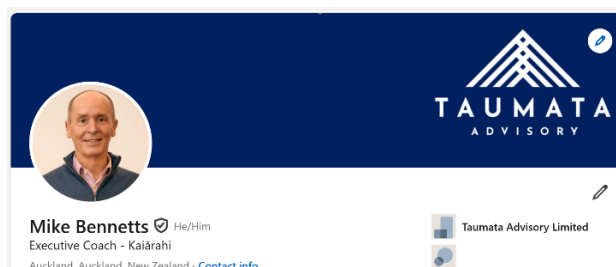 TAUMATA
ADVISORY
Mike Bennetts He/Him
Executive Coach - Kaiārahi
Auckland, Auckland, New Zealand · Contact info
Taumata Advisory Limited